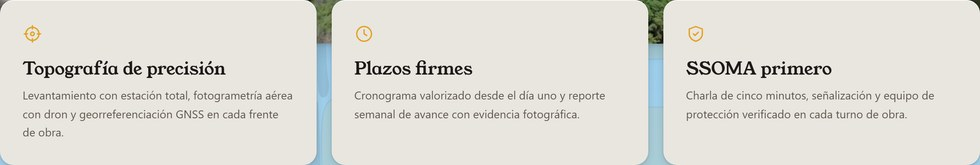 Topografía de precisión
Levantamiento con estación total, fotogrametría aérea
con dron y georreferenciación GNSS en cada frente
de obra.
Plazos firmes
Cronograma valorizado desde el día uno y reporte
semanal de avance con evidencia fotográfica.
SSOMA primero
Charla de cinco minutos, señalización y equipo de
protección verificado en cada turno de obra.